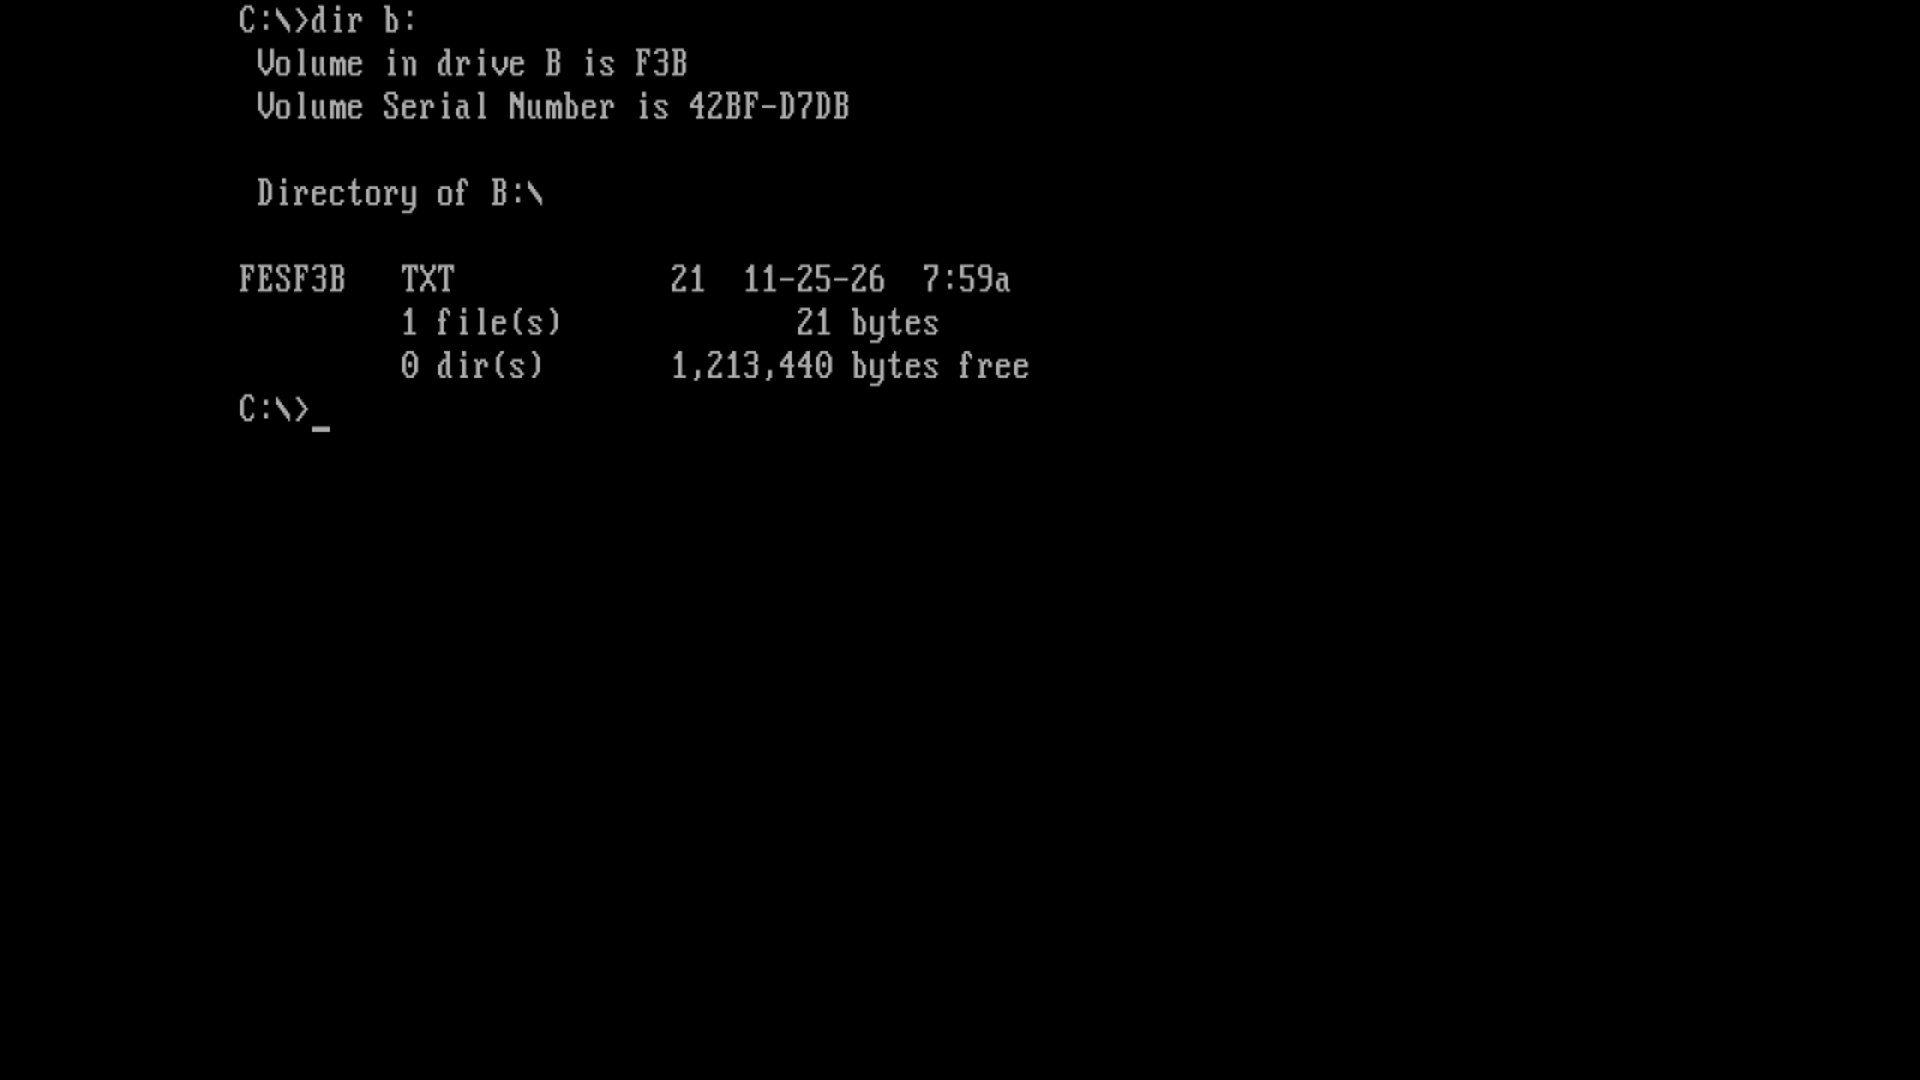 C:\>dir b:
 Volume in drive B is F3B
 Volume Serial Number is 42BF-D7DB

 Directory of B:\

FESF3B   TXT            21  11-25-26  7:59a
         1 file(s)             21 bytes
         0 dir(s)       1,213,440 bytes free
C:\>_